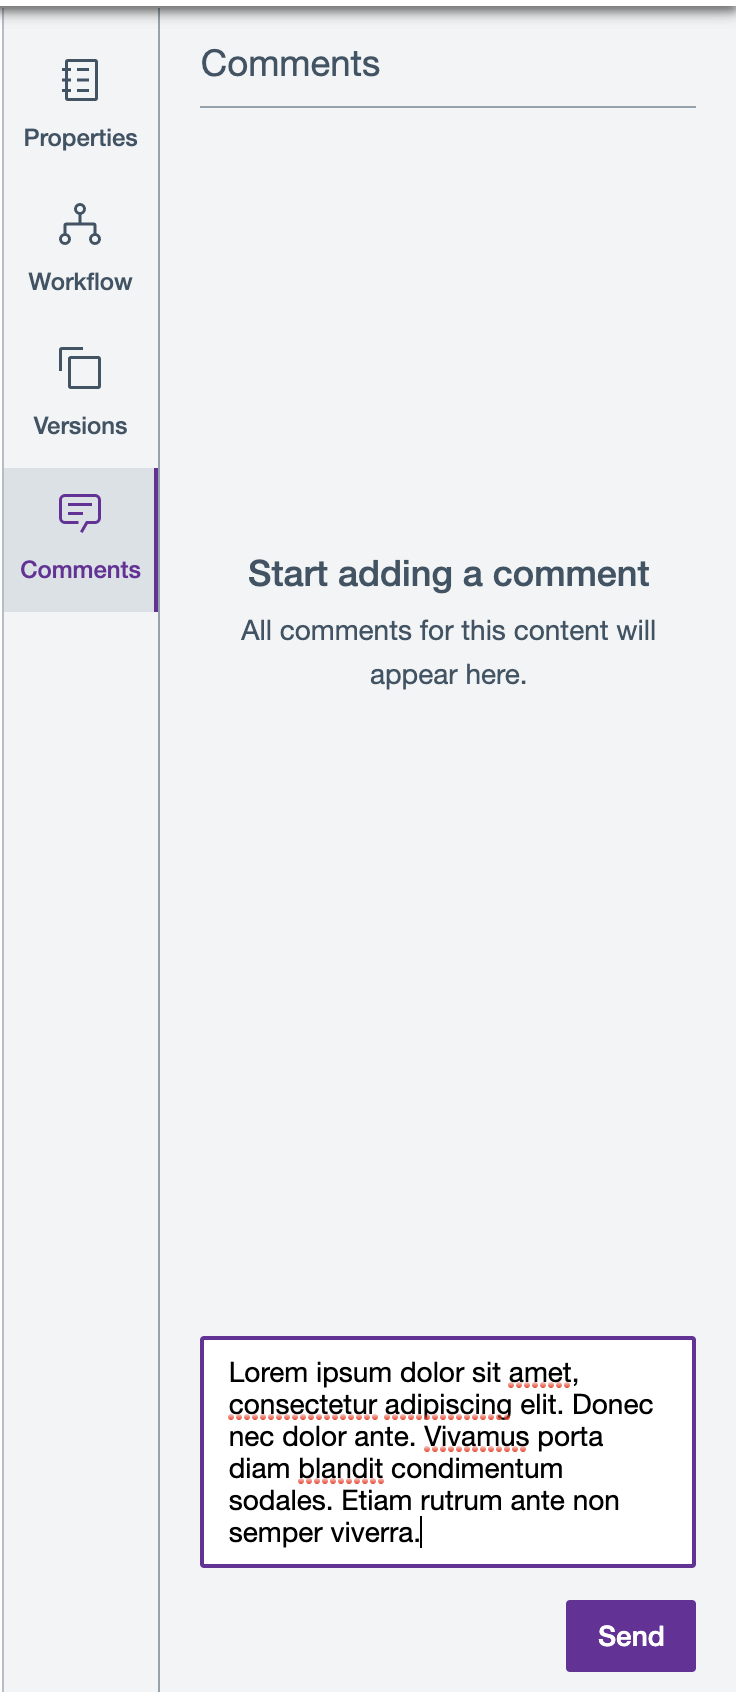 Comments
Properties
Workflow
Versions
Comments
Start adding a comment
All comments for this content will
appear here.
Lorem ipsum dolor sit amet,
consectetur adipiscing elit. Donec
nec dolor ante. Vivamus porta
diam blandit condimentum
sodales. Etiam rutrum ante non
semper viverra.
Send